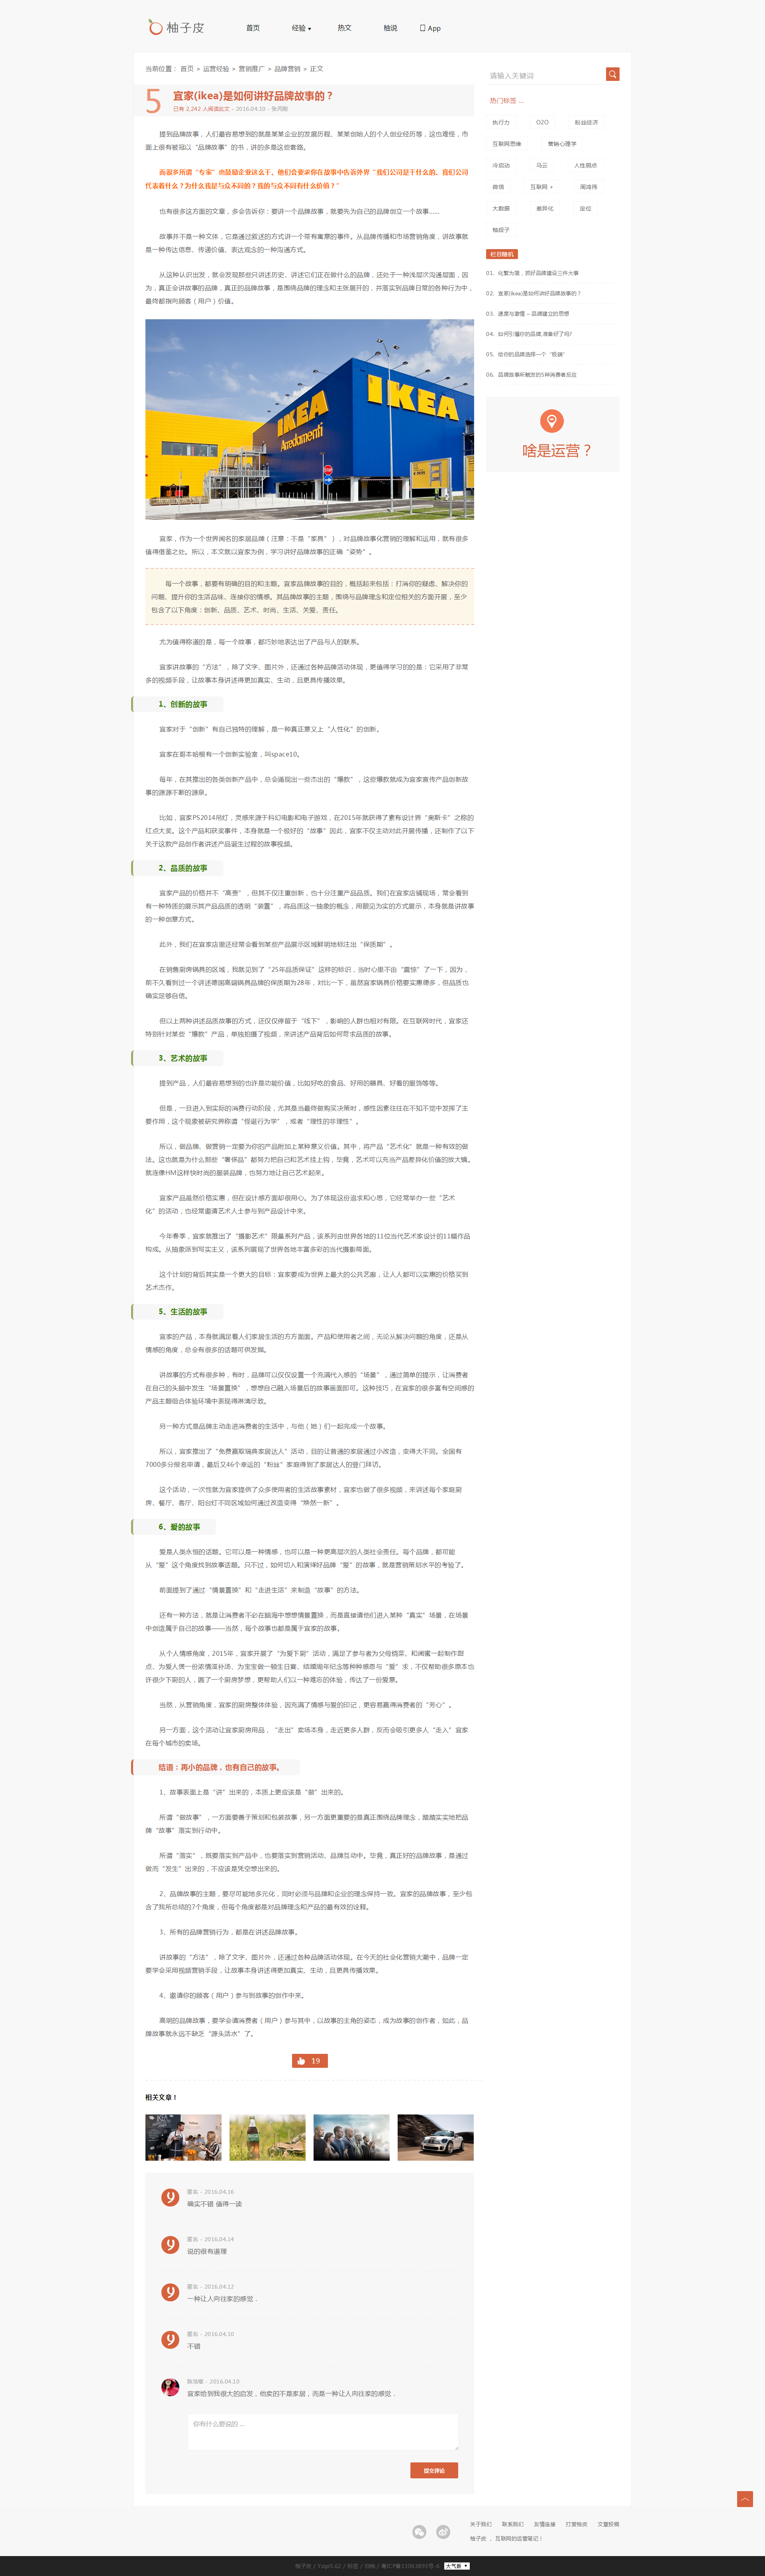 柚子皮
首页 经验 热文 柚说 App
当前位置： 首页 > 运营经验 > 营销推广 > 品牌营销 > 正文
请输入关键词
5
宜家(ikea)是如何讲好品牌故事的？
已有 2,242 人阅读此文 - 2016.04.10 - 张丙刚
热门标签 ...
执行力 O2O 粉丝经济
互联网思维 营销心理学
冷启动 马云 人性弱点
微信 互联网 + 周鸿祎
大数据 差异化 定位
柚观子
栏目随机
01. 化繁为简，抓好品牌建设三件大事
02. 宜家(ikea)是如何讲好品牌故事的？
03. 速度与激情 – 品牌建立的思想
04. 如何引爆你的品牌,准备好了吗?
05. 给你的品牌选择一个 “极端”
06. 品牌故事所触发的5种消费者反应
啥是运营？
提到品牌故事，人们最容易想到的就是某某企业的发展历程、某某创始人的个人创业经历等，这也难怪，市
面上很有被冠以“品牌故事”的书，讲的多是这些套路。
而很多所谓“专家”也鼓励企业这么干。他们会要求你在故事中告诉外界“我们公司是干什么的、我们公司
代表着什么？为什么我是与众不同的？我的与众不同有什么价值？”
也有很多这方面的文章，多会告诉你：要讲一个品牌故事，就要先为自己的品牌创立一个故事……
故事并不是一种文体，它是通过叙述的方式讲一个带有寓意的事件。从品牌传播和市场营销角度，讲故事就
是一种传达信息、传递价值、表达观念的一种沟通方式。
从这种认识出发，就会发现那些只讲述历史、讲述它们正在做什么的品牌，还处于一种浅层次沟通层面，因
为，真正会讲故事的品牌，真正的品牌故事，是围绕品牌的理念和主张展开的，并落实到品牌日常的各种行为中，
最终都指向顾客（用户）价值。
IKEA
IKEA
Arredamenti
STOP
宜家，作为一个世界闻名的家居品牌（注意：不是“家具”），对品牌故事化营销的理解和运用，就有很多
值得借鉴之处。所以，本文就以宜家为例，学习讲好品牌故事的正确“姿势”。
每一个故事，都要有明确的目的和主题。宜家品牌故事的目的，概括起来包括：打消你的疑虑、解决你的
问题、提升你的生活品味、连接你的情感。其品牌故事的主题，围绕与品牌理念和定位相关的方面开展，至少
包含了以下角度：创新、品质、艺术、时尚、生活、关爱、责任。
尤为值得称道的是，每一个故事，都巧妙地表达出了产品与人的联系。
宜家讲故事的“方法”，除了文字、图片外，还通过各种品牌活动体现，更值得学习的的是：它采用了非常
多的视频手段，让故事本身讲述得更加真实、生动，且更具传播效果。
1、创新的故事
宜家对于“创新”有自己独特的理解，是一种真正意义上“人性化”的创新。
宜家在哥本哈根有一个创新实验室，叫space10。
每年，在其推出的各类创新产品中，总会涌现出一些杰出的“爆款”，这些爆款就成为宜家宣传产品创新故
事的源源不断的源泉。
比如，宜家PS2014吊灯，灵感来源于科幻电影和电子游戏，在2015年就获得了素有设计界“奥斯卡”之称的
红点大奖。这个产品和获奖事件，本身就是一个极好的“故事”因此，宜家不仅主动对此开展传播，还制作了以下
关于这款产品创作者讲述产品诞生过程的故事视频。
2、品质的故事
宜家产品的价格并不“高贵”，但其不仅注重创新，也十分注重产品品质。我们在宜家店铺现场，常会看到
有一种特质的展示其产品品质的透明“装置”，将品质这一抽象的概念，用眼见为实的方式展示，本身就是讲故事
的一种创意方式。
此外，我们在宜家店里还经常会看到某些产品展示区域鲜明地标注出“保质期”。
在销售厨房锅具的区域，我就见到了“25年品质保证”这样的标识，当时心里不由“震惊”了一下，因为，
前不久看到过一个讲述德国高端锅具品牌的保质期为28年，对比一下，虽然宜家锅具价格要实惠德多，但品质也
确实足够自信。
但以上两种讲述品质故事的方式，还仅仅停留于“线下”，影响的人群也相对有限。在互联网时代，宜家还
特别针对某些“爆款”产品，单独拍摄了视频，来讲述产品背后如何苛求品质的故事。
3、艺术的故事
提到产品，人们最容易想到的也许是功能价值，比如好吃的食品、好用的器具、好看的服饰等等。
但是，一旦进入到实际的消费行动阶段，尤其是当最终做购买决策时，感性因素往往在不知不觉中发挥了主
要作用，这个现象被研究界称谓“怪诞行为学”，或者“理性的非理性”。
所以，做品牌、做营销一定要为你的产品附加上某种意义价值。其中，将产品“艺术化”就是一种有效的做
法。这也就是为什么那些“奢侈品”都努力把自己和艺术挂上钩，毕竟，艺术可以充当产品差异化价值的放大镜。
就连像HM这样快时尚的服装品牌，也努力地让自己艺术起来。
宜家产品虽然价格实惠，但在设计感方面却很用心。为了体现这份追求和心思，它经常举办一些“艺术
化”的活动，也经常邀请艺术人士参与到产品设计中来。
今年春季，宜家就推出了“摄影艺术”限量系列产品，该系列由世界各地的11位当代艺术家设计的11幅作品
构成。从抽象派到写实主义，该系列展现了世界各地丰富多彩的当代摄影局面。
这个计划的背后其实是一个更大的目标：宜家要成为世界上最大的公共艺廊，让人人都可以实惠的价格买到
艺术杰作。
5、生活的故事
宜家的产品，本身就满足着人们家居生活的方方面面。产品和使用者之间，无论从解决问题的角度，还是从
情感的角度，总会有很多的话题可供发掘。
讲故事的方式有很多种，有时，品牌可以仅仅设置一个充满代入感的“场景”，通过简单的提示，让消费者
在自己的头脑中发生“场景置换”，想想自己融入场景后的故事画面即可。这种技巧，在宜家的很多富有空间感的
产品主题组合体验环境中表现得淋漓尽致。
另一种方式是品牌主动走进消费者的生活中，与他（她）们一起完成一个故事。
所以，宜家推出了“免费赢取瑞典家居达人”活动，目的让普通的家居通过小改造，变得大不同。全国有
7000多分报名申请，最后又46个幸运的“粉丝”家庭得到了家居达人的登门拜访。
这个活动，一次性就为宜家提供了众多使用者的生活故事素材，宜家也做了很多视频，来讲述每个家庭厨
房、餐厅、客厅、阳台灯不同区域如何通过改造变得“焕然一新”。
6、爱的故事
爱是人类永恒的话题。它可以是一种情感，也可以是一种更高层次的人类社会责任。每个品牌，都可能
从“爱”这个角度找到故事话题。只不过，如何切入和演绎好品牌“爱”的故事，就是营销策划水平的考验了。
前面提到了通过“情景置换”和“走进生活”来制造“故事”的方法。
还有一种方法，就是让消费者不必在脑海中想想情景置换，而是直接请他们进入某种“真实”场景，在场景
中创造属于自己的故事——当然，每个故事也都是属于宜家的故事。
从个人情感角度，2015年，宜家开展了“为爱下厨”活动，满足了参与者为父母烧菜、和闺蜜一起制作甜
点、为爱人煲一份浓情滋补汤、为宝宝做一顿生日宴、结婚周年纪念等种种感恩与“爱”求，不仅帮助很多原本也
许很少下厨的人，圆了一个厨房梦想，更帮助人们以一种难忘的体验，传达了一份爱意。
当然，从营销角度，宜家的厨房整体体验，因充满了情感与爱的印记，更容易赢得消费者的“芳心”。
另一方面，这个活动让宜家厨房用品，“走出”卖场本身，走近更多人群，反而会吸引更多人“走入”宜家
在每个城市的卖场。
结语：再小的品牌，也有自己的故事。
1、故事表面上是“讲”出来的，本质上更应该是“做”出来的。
所谓“做故事”，一方面要善于策划和包装故事，另一方面更重要的是真正围绕品牌理念，踏踏实实地把品
牌“故事”落实到行动中。
所谓“落实”，既要落实到产品中，也要落实到营销活动、品牌互动中。毕竟，真正好的品牌故事，是通过
做而“发生”出来的，不应该是凭空想出来的。
2、品牌故事的主题，要尽可能地多元化，同时必须与品牌和企业的理念保持一致。宜家的品牌故事，至少包
含了我所总结的7个角度，但每个角度都是对品牌理念和产品的最有效的诠释。
3、所有的品牌营销行为，都是在讲述品牌故事。
讲故事的“方法”，除了文字、图片外，还通过各种品牌活动体现。在今天的社会化营销大潮中，品牌一定
要学会采用视频营销手段，让故事本身讲述得更加真实、生动，且更具传播效果。
4、邀请你的顾客（用户）参与到故事的创作中来。
高明的品牌故事，要学会请消费者（用户）参与其中，以故事的主角的姿态，成为故事的创作者，如此，品
牌故事就永远不缺乏“源头活水”了。
19
相关文章！
匿名 - 2016.04.16
确实不错 值得一读
匿名 - 2016.04.14
说的很有道理
匿名 - 2016.04.12
一种让人向往家的感觉．
匿名 - 2016.04.10
不错
2016.04.10
宜家给到我很大的启发，他卖的不是家居，而是一种让人向往家的感觉．
你有什么要说的 ...
提交评论
关于我们 联系我们 友情连接 打赏柚皮 文章投稿
柚子皮 ， 互联网的运营笔记！
大气新